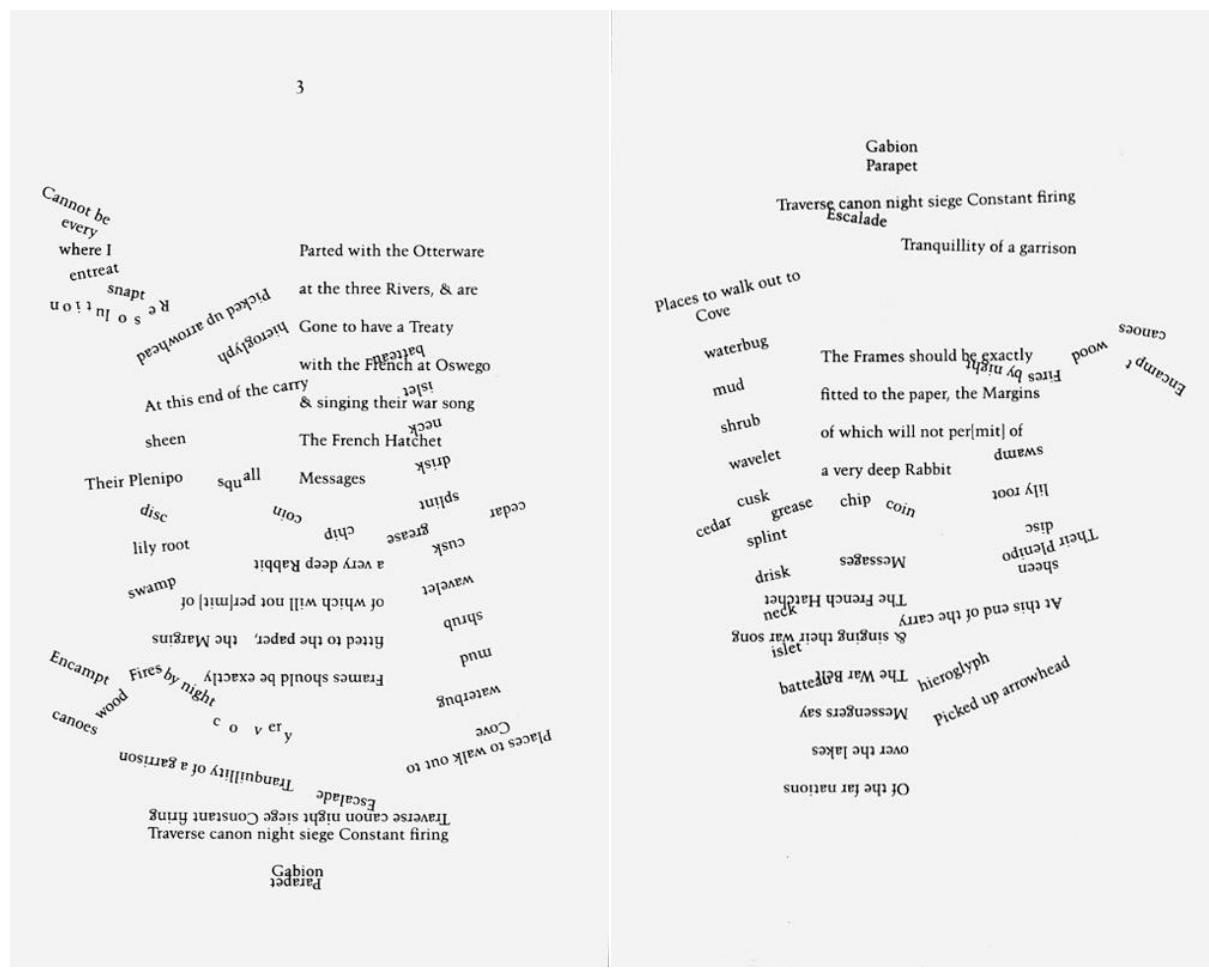 3
Cannot be
every
where I
entreat
snapt
Re so lution
Picked up arrowhead
hieroglyph
Parted with the Otterware
at the three Rivers, & are
Gone to have a Treaty
batteau
with the French at Oswego
At this end of the carry
islet
& singing their war song
neck
sheen
The French Hatchet
drisk
Their Plenipo
squall
Messages
splint
cedar
disc
coin
chip
grease
cusk
lily root
a very deep Rabbit
wavelet
swamp
of which will not per[mit] of
shrub
fitted to the paper, the Margins
mud
Encampt
Fires by night
Frames should be exactly
wood
waterbug
canoes
c o v er y
Cove
Places to walk out to
Tranquillity of a garrison
Escalade
Traverse canon night siege Constant firing
Traverse canon night siege Constant firing
Gabion
Parapet
Gabion
Parapet
Traverse canon night siege Constant firing
Escalade
Tranquillity of a garrison
Places to walk out to
Cove
canoes
waterbug
wood
The Frames should be exactly
Fires by night
Encampt
mud
fitted to the paper, the Margins
shrub
of which will not per[mit] of
swamp
wavelet
a very deep Rabbit
lily root
cusk
grease
chip
coin
cedar
disc
splint
Their Plenipo
Messages
sheen
drisk
The French Hatchet
neck
At this end of the carry
& singing their war song
islet
The War Belt
batteau
hieroglyph
Picked up arrowhead
Messengers say
over the lakes
Of the far nations